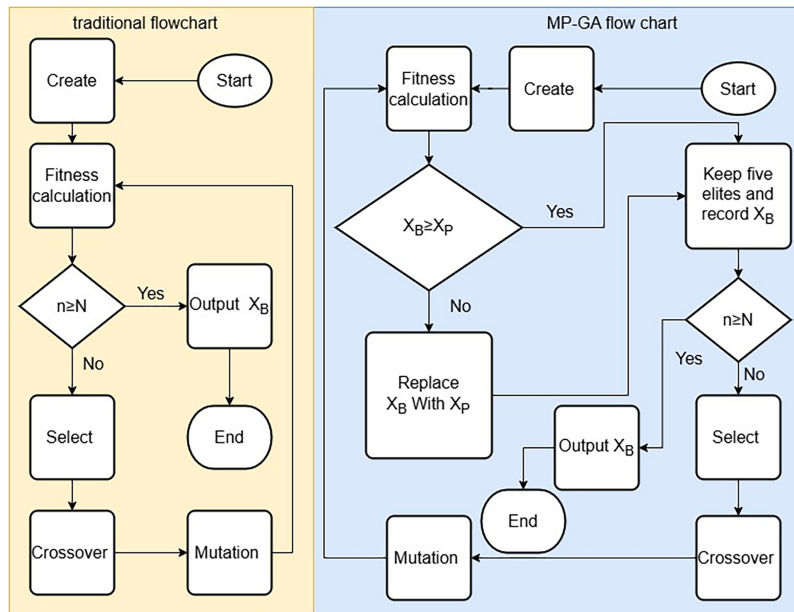 traditional flowchart
Create
Start
Fitness
calculation
n≥N
Yes
Output X_B
No
Select
End
Crossover
Mutation
MP-GA flow chart
Fitness
calculation
Create
Start
X_B≥X_P
Yes
Keep five
elites and
record X_B
No
n≥N
Replace
X_B With X_P
Yes
No
Output X_B
Select
End
Mutation
Crossover